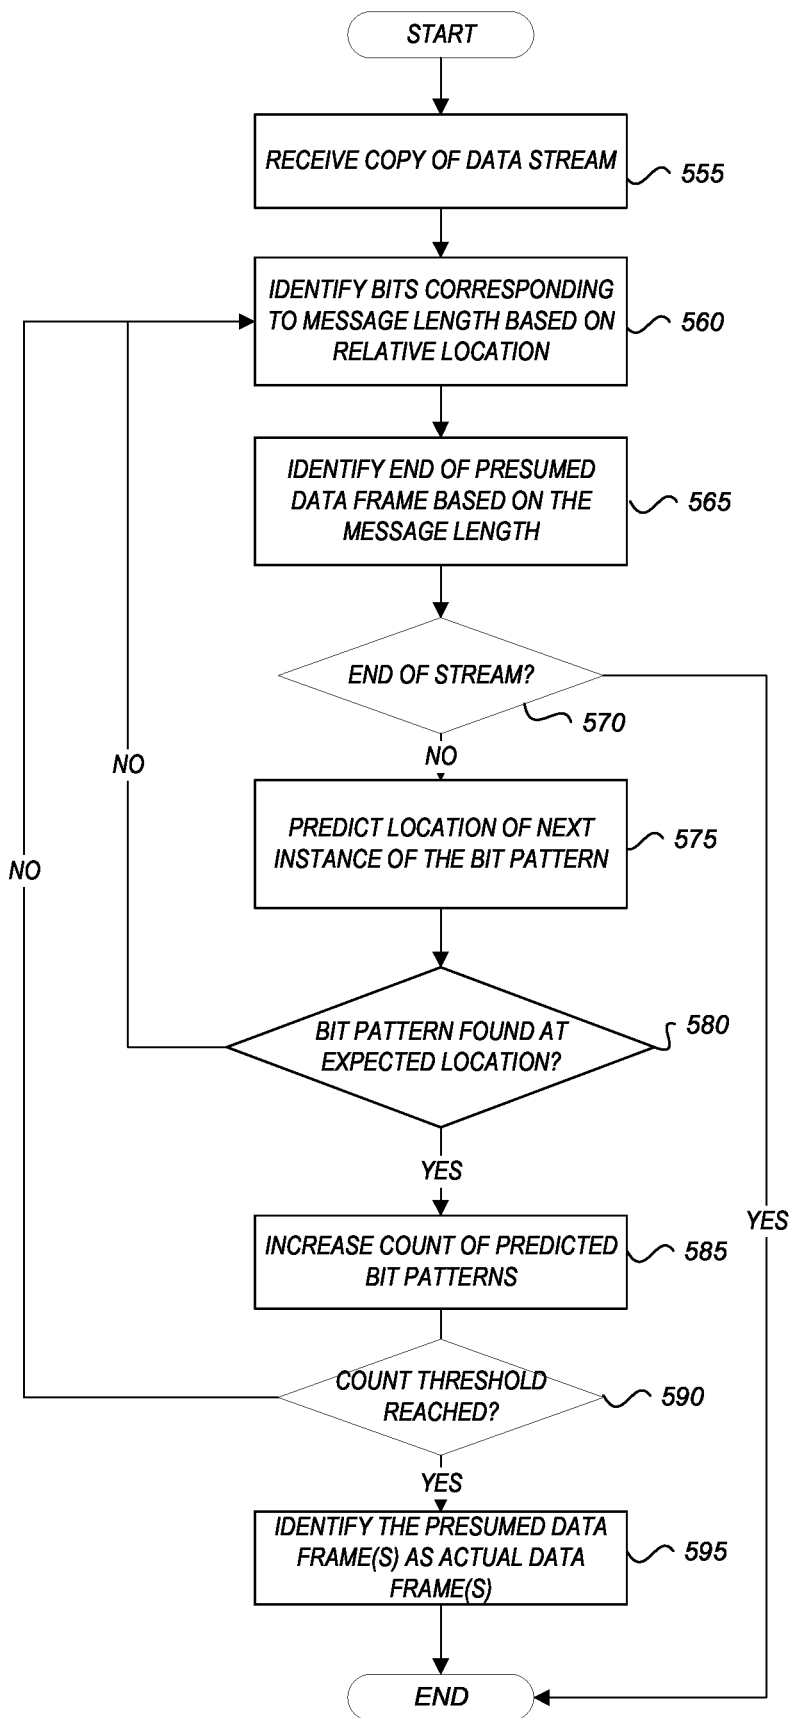 START
RECEIVE COPY OF DATA STREAM
555
IDENTIFY BITS CORRESPONDING
TO MESSAGE LENGTH BASED ON
RELATIVE LOCATION
560
IDENTIFY END OF PRESUMED
DATA FRAME BASED ON THE
MESSAGE LENGTH
565
END OF STREAM?
570
NO
NO
PREDICT LOCATION OF NEXT
INSTANCE OF THE BIT PATTERN
575
NO
BIT PATTERN FOUND AT
EXPECTED LOCATION?
580
YES
YES
INCREASE COUNT OF PREDICTED
BIT PATTERNS
585
COUNT THRESHOLD
REACHED?
590
YES
IDENTIFY THE PRESUMED DATA
FRAME(S) AS ACTUAL DATA
FRAME(S)
595
END